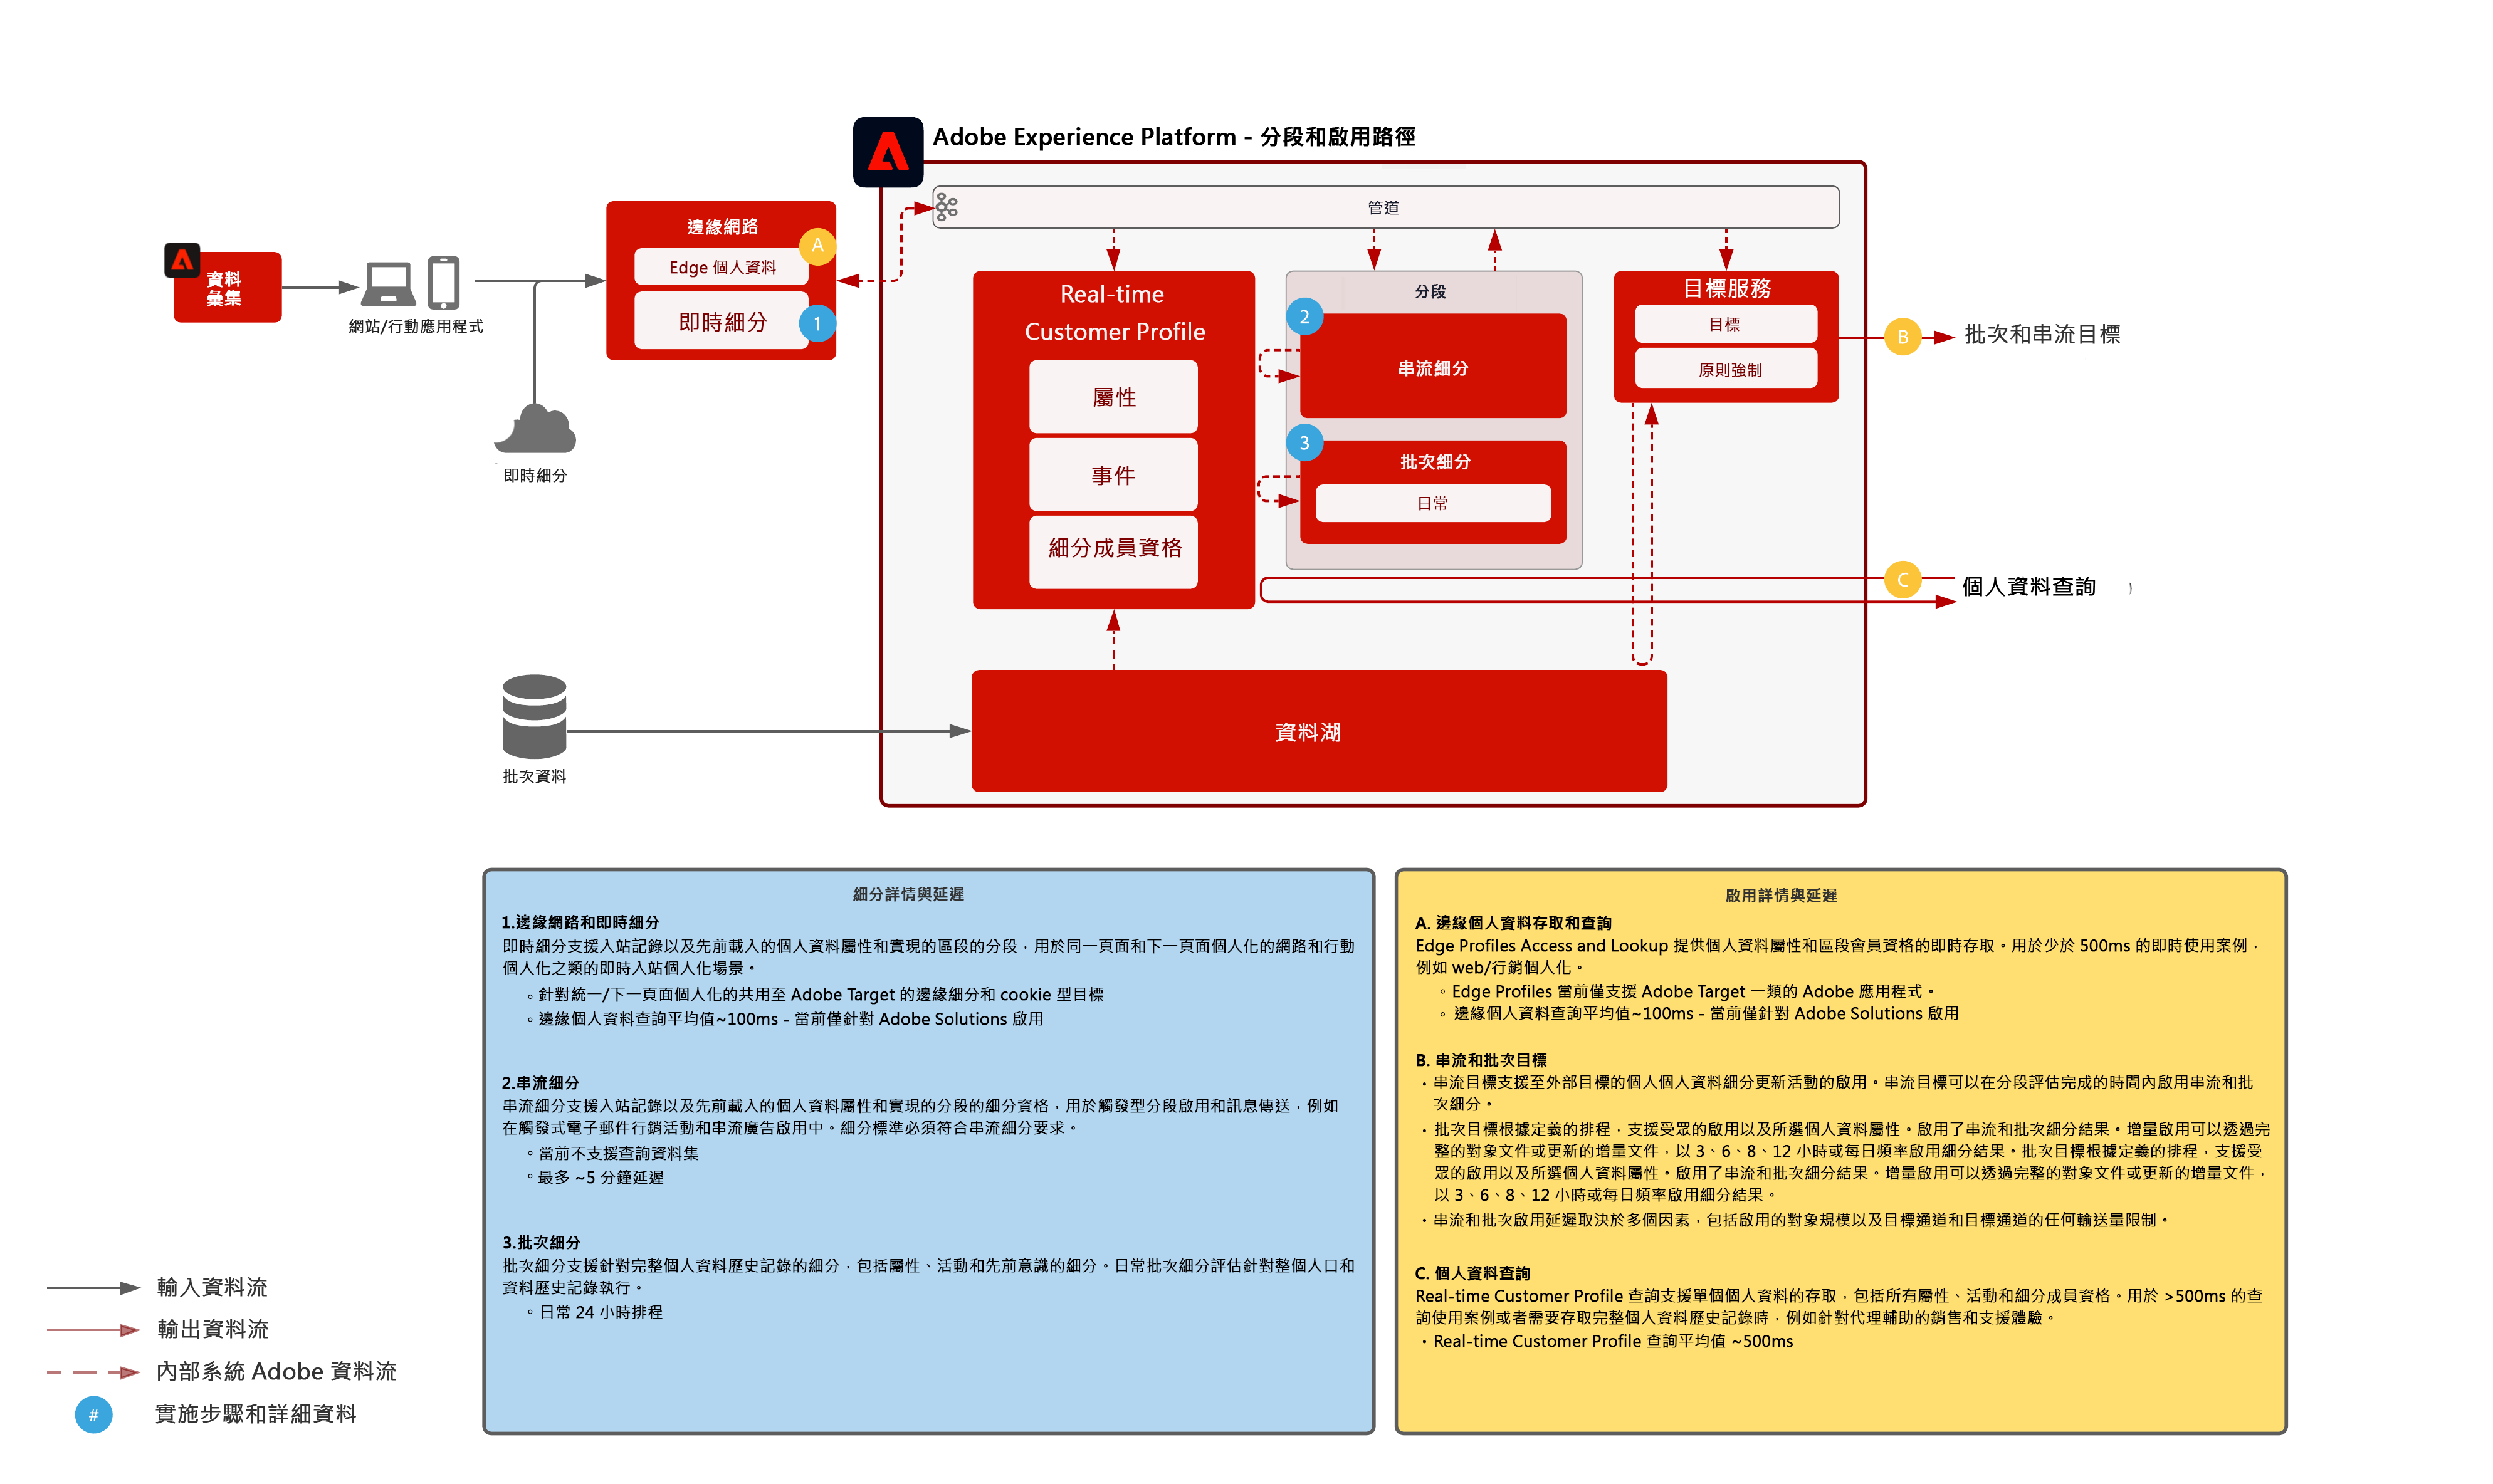 Adobe Experience Platform - 分段和啟用路徑
管道
邊緣網路
A
Edge 個人資料
即時細分
1
資料
彙集
網站/行動應用程式
即時細分
Real-time
Customer Profile
屬性
事件
細分成員資格
分段
2
串流細分
3
批次細分
日常
目標服務
目標
原則強制
B
批次和串流目標
C
個人資料查詢
批次資料
資料湖
細分詳情與延遲
1.邊緣網路和即時細分
即時細分支援入站記錄以及先前載入的個人資料屬性和實現的區段的分段，用於同一頁面和下一頁面個人化的網路和行動
個人化之類的即時入站個人化場景。
◦ 針對統一/下一頁面個人化的共用至 Adobe Target 的邊緣細分和 cookie 型目標
◦ 邊緣個人資料查詢平均值~100ms - 當前僅針對 Adobe Solutions 啟用
2.串流細分
串流細分支援入站記錄以及先前載入的個人資料屬性和實現的分段的細分資格，用於觸發型分段啟用和訊息傳送，例如
在觸發式電子郵件行銷活動和串流廣告啟用中。細分標準必須符合串流細分要求。
◦ 當前不支援查詢資料集
◦ 最多 ~5 分鐘延遲
3.批次細分
批次細分支援針對完整個人資料歷史記錄的細分，包括屬性、活動和先前意識的細分。日常批次細分評估針對整個人口和
資料歷史記錄執行。
◦ 日常 24 小時排程
啟用詳情與延遲
A. 邊緣個人資料存取和查詢
Edge Profiles Access and Lookup 提供個人資料屬性和區段會員資格的即時存取。用於少於 500ms 的即時使用案例，
例如 web/行銷個人化。
◦ Edge Profiles 當前僅支援 Adobe Target 一類的 Adobe 應用程式。
◦ 邊緣個人資料查詢平均值~100ms - 當前僅針對 Adobe Solutions 啟用
B. 串流和批次目標
・串流目標支援至外部目標的個人個人資料細分更新活動的啟用。串流目標可以在分段評估完成的時間內啟用串流和批
次細分。
・批次目標根據定義的排程，支援受眾的啟用以及所選個人資料屬性。啟用了串流和批次細分結果。增量啟用可以透過完
整的對象文件或更新的增量文件，以 3、6、8、12 小時或每日頻率啟用細分結果。批次目標根據定義的排程，支援受
眾的啟用以及所選個人資料屬性。啟用了串流和批次細分結果。增量啟用可以透過完整的對象文件或更新的增量文件，
以 3、6、8、12 小時或每日頻率啟用細分結果。
・串流和批次啟用延遲取決於多個因素，包括啟用的對象規模以及目標通道和目標通道的任何輸送量限制。
C. 個人資料查詢
Real-time Customer Profile 查詢支援單個個人資料的存取，包括所有屬性、活動和細分成員資格。用於 >500ms 的查
詢使用案例或者需要存取完整個人資料歷史記錄時，例如針對代理輔助的銷售和支援體驗。
・Real-time Customer Profile 查詢平均值 ~500ms
輸入資料流
輸出資料流
內部系統 Adobe 資料流
# 實施步驟和詳細資料